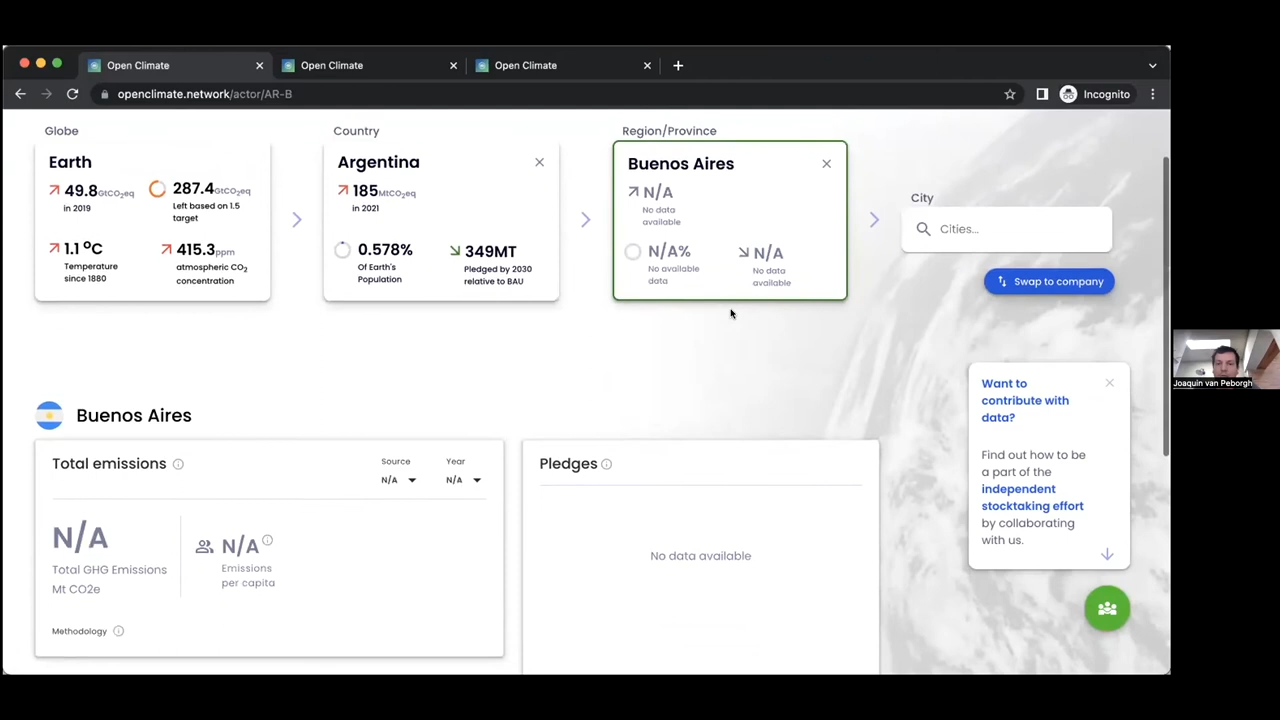 Open Climate
Open Climate
Open Climate
openclimate.network/actor/AR-B
Incognito
Globe
Earth
49.8GtCO2eq
in 2019
287.4GtCO2eq
Left based on 1.5
target
1.1 ºC
Temperature
since 1880
415.3ppm
atmospheric CO2
concentration
Country
Argentina
185MtCO2eq
in 2021
0.578%
Of Earth's
Population
349MT
Pledged by 2030
relative to BAU
Region/Province
Buenos Aires
N/A
No data
available
N/A%
No available
data
N/A
No data
available
City
Cities...
Swap to company
Buenos Aires
Total emissions
Source
N/A
Year
N/A
N/A
Total GHG Emissions
Mt CO2e
N/A
Emissions
per capita
Methodology
Pledges
No data available
Want to
contribute with
data?
Find out how to be
a part of the
independent
stocktaking effort
by collaborating
with us.
Joaquin van Peborgh